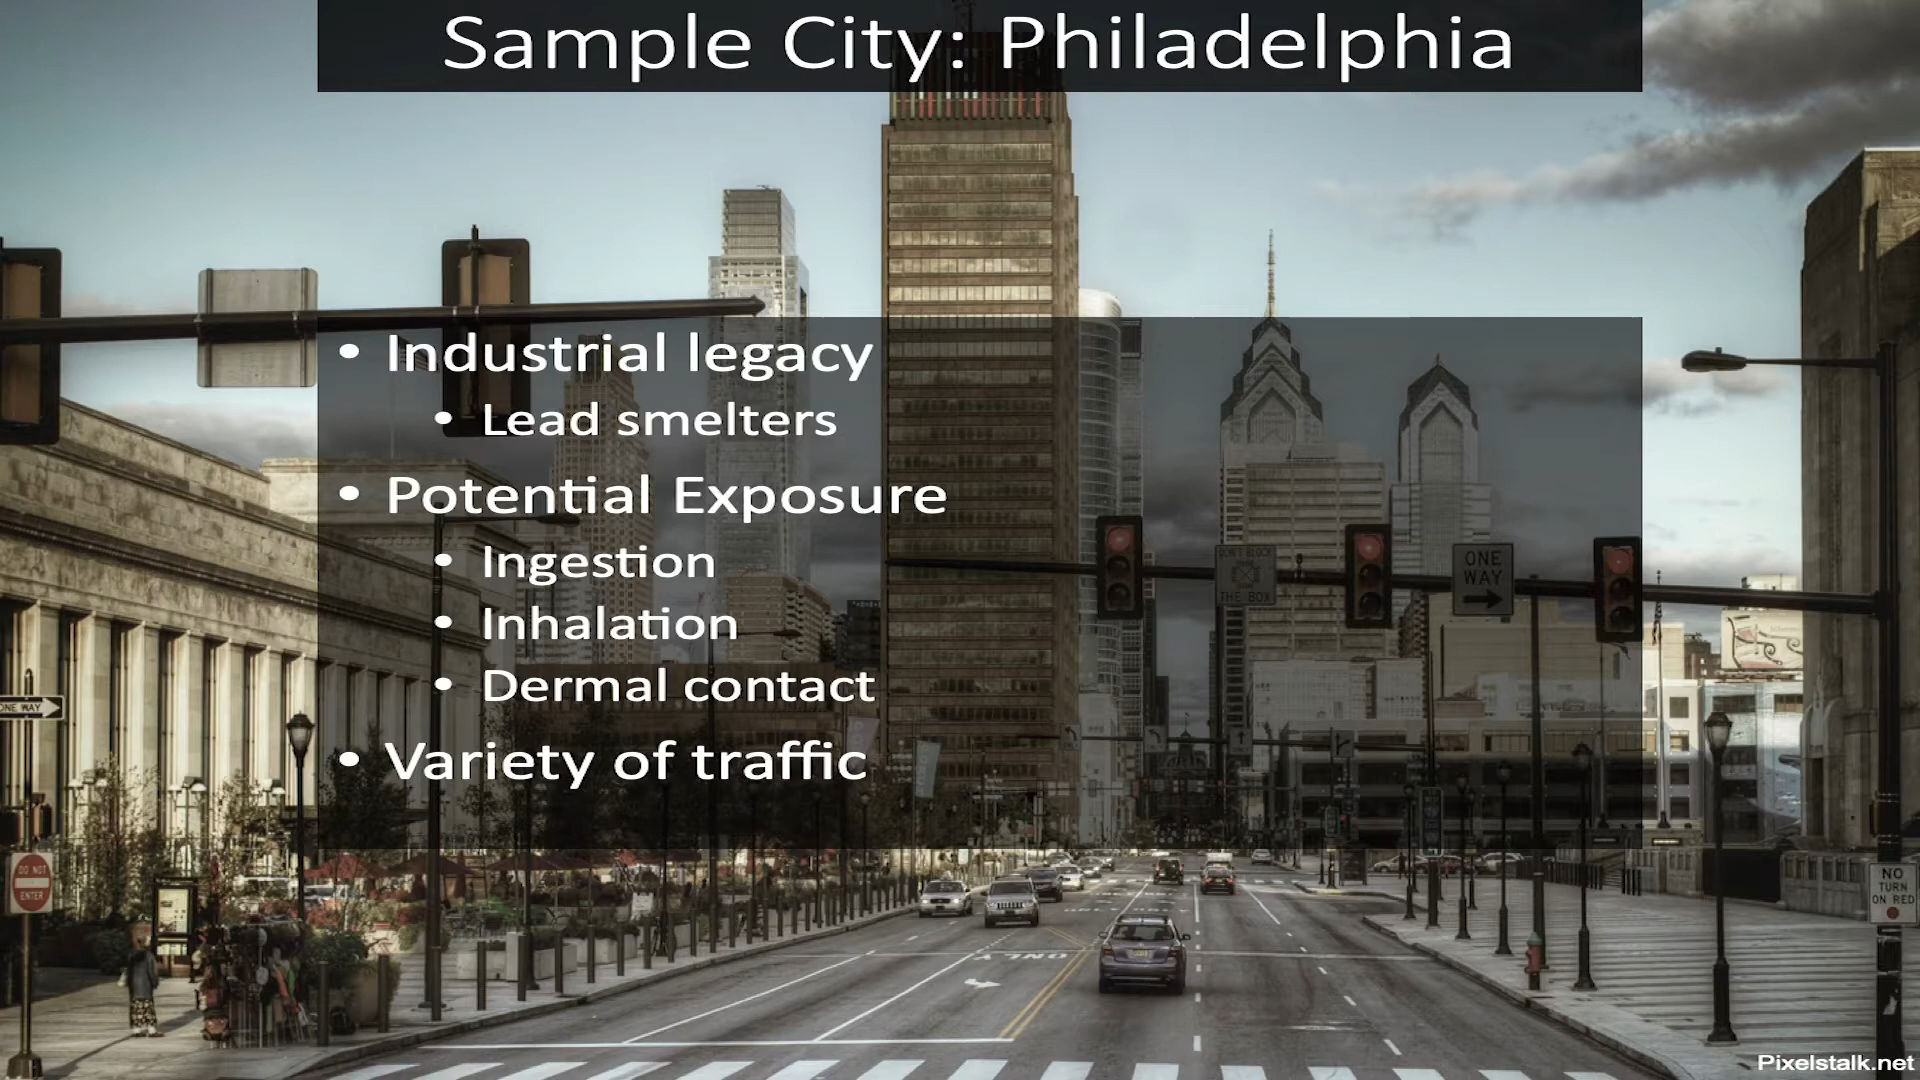 Sample City: Philadelphia
• Industrial legacy
• Lead smelters
• Potential Exposure
• Ingestion
• Inhalation
• Dermal contact
• Variety of traffic
DON'T BLOCK
THE BOX
ONE
WAY
ONE WAY
DO NOT
ENTER
NO
TURN
ON RED
ONLY
Pixelstalk.net